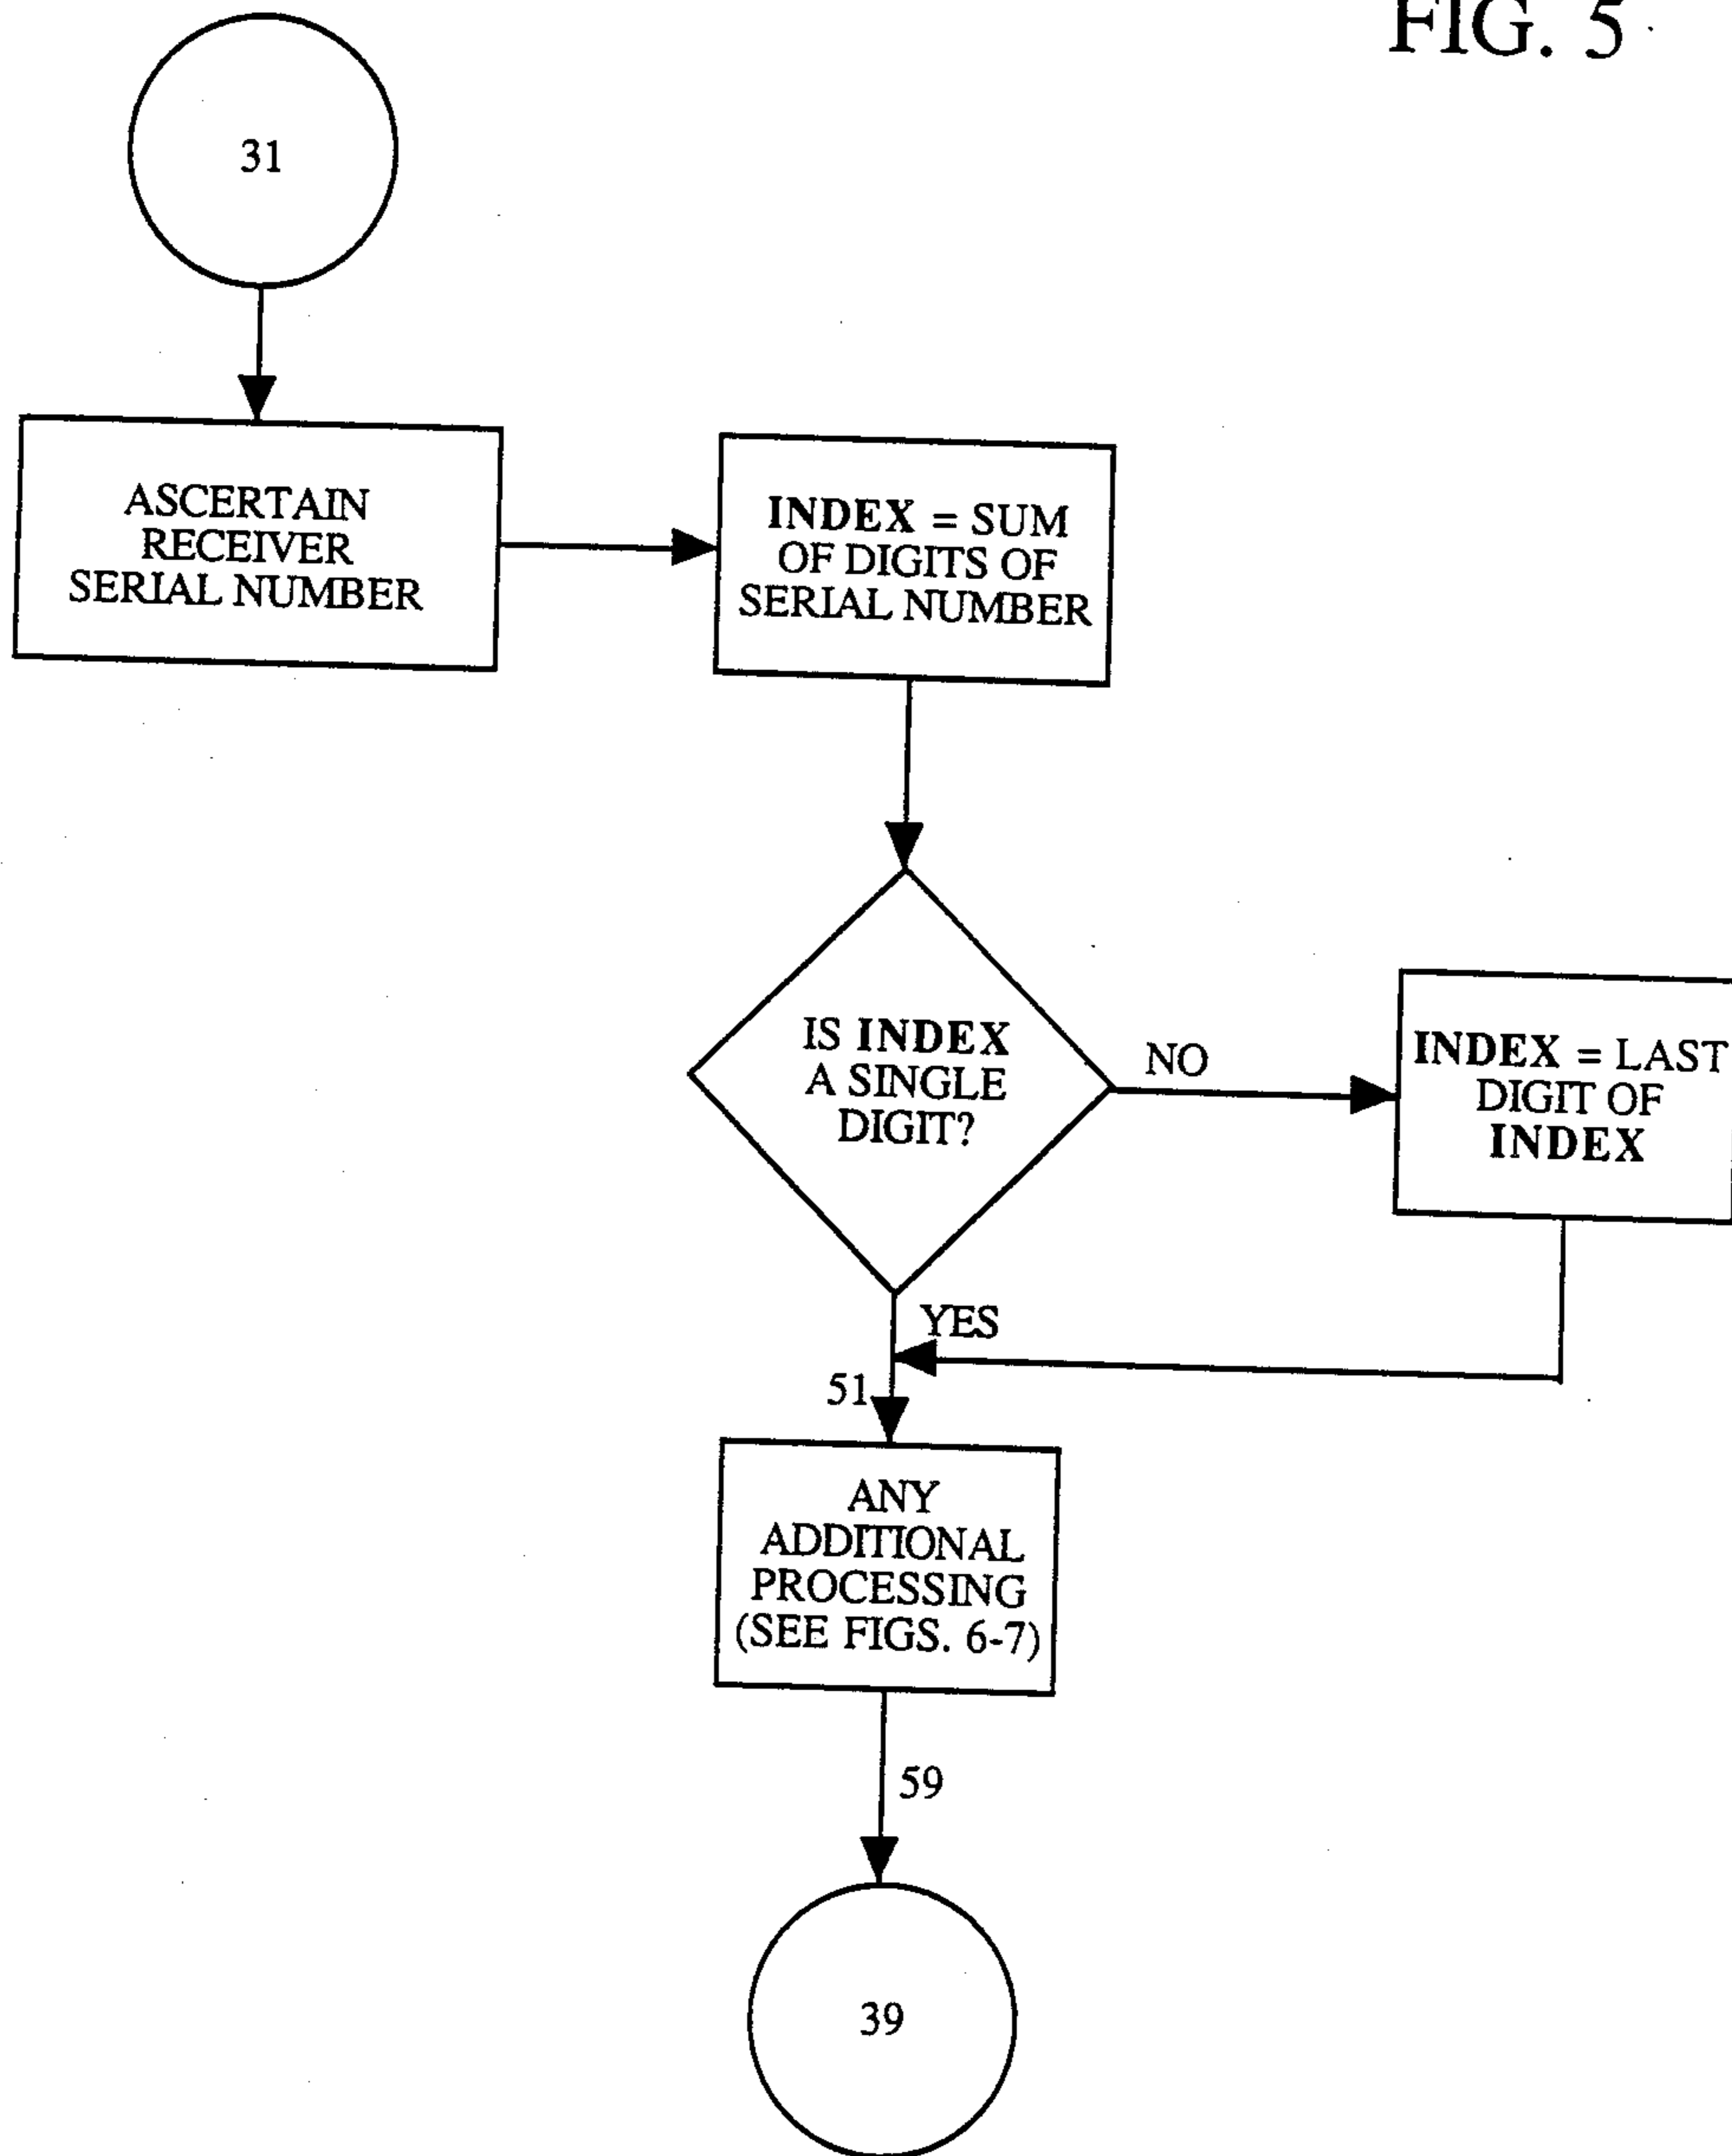 FIG. 5
31
ASCERTAIN
RECEIVER
SERIAL NUMBER
INDEX = SUM
OF DIGITS OF
SERIAL NUMBER
IS INDEX
A SINGLE
DIGIT?
NO
INDEX = LAST
DIGIT OF
INDEX
YES
51
ANY
ADDITIONAL
PROCESSING
(SEE FIGS. 6-7)
59
39